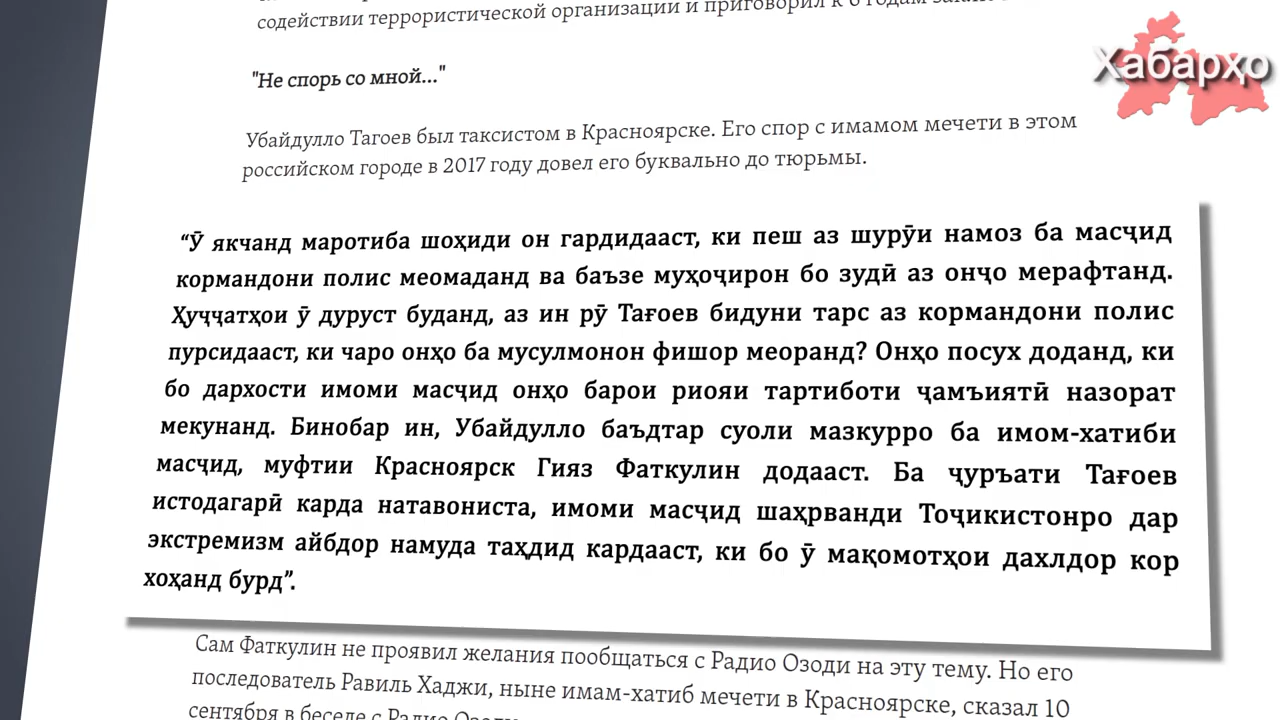 содействии террористической организации и приговорил к 6 годам
"Не спорь со мной..."
Хабарҳо
Убайдулло Тагоев был таксистом в Красноярске. Его спор с имамом мечети в этом
российском городе в 2017 году довел его буквально до тюрьмы.
“Ӯ якчанд маротиба шоҳиди он гардидааст, ки пеш аз шурӯи намоз ба масҷид
кормандони полис меомаданд ва баъзе муҳоҷирон бо зудӣ аз онҷо мерафтанд.
Ҳуҷҷатҳои ӯ дуруст буданд, аз ин рӯ Тағоев бидуни тарс аз кормандони полис
пурсидааст, ки чаро онҳо ба мусулмонон фишор меоранд? Онҳо посух доданд, ки
бо дархости имоми масҷид онҳо барои риояи тартиботи ҷамъиятӣ назорат
мекунанд. Бинобар ин, Убайдулло баъдтар суоли мазкурро ба имом-хатиби
масҷид, муфтии Красноярск Гияз Фаткулин додааст. Ба ҷуръати Тағоев
истодагарӣ карда натавониста, имоми масҷид шаҳрванди Тоҷикистонро дар
экстремизм айбдор намуда таҳдид кардааст, ки бо ӯ мақомотҳои дахлдор кор
хоҳанд бурд”.
Сам Фаткулин не проявил желания пообщаться с Радио Озоди на эту тему. Но его
последователь Равиль Хаджи, ныне имам-хатиб мечети в Красноярске, сказал 10
сентября в беседе с Радио